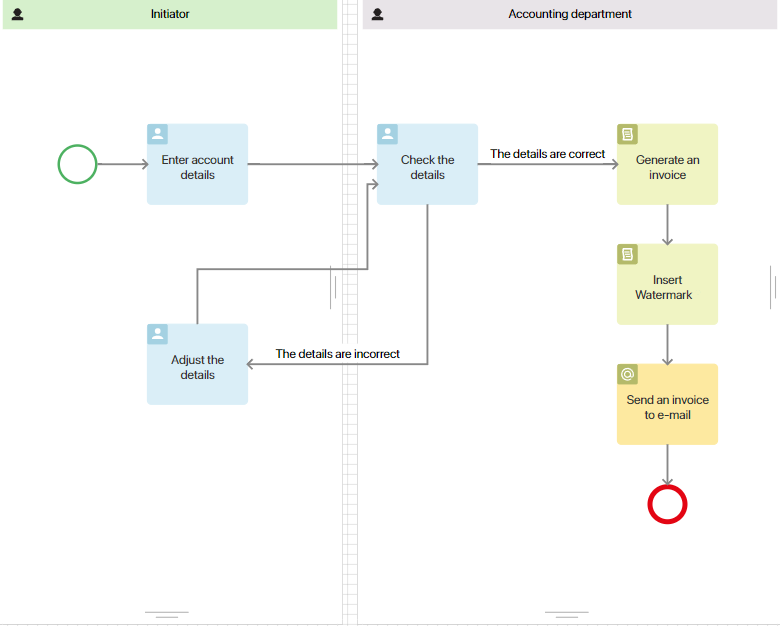 Initiator
Accounting department
Enter account
details
Check the
details
The details are correct
Generate an
invoice
Insert
Watermark
Adjust the
details
The details are incorrect
Send an invoice
to e-mail